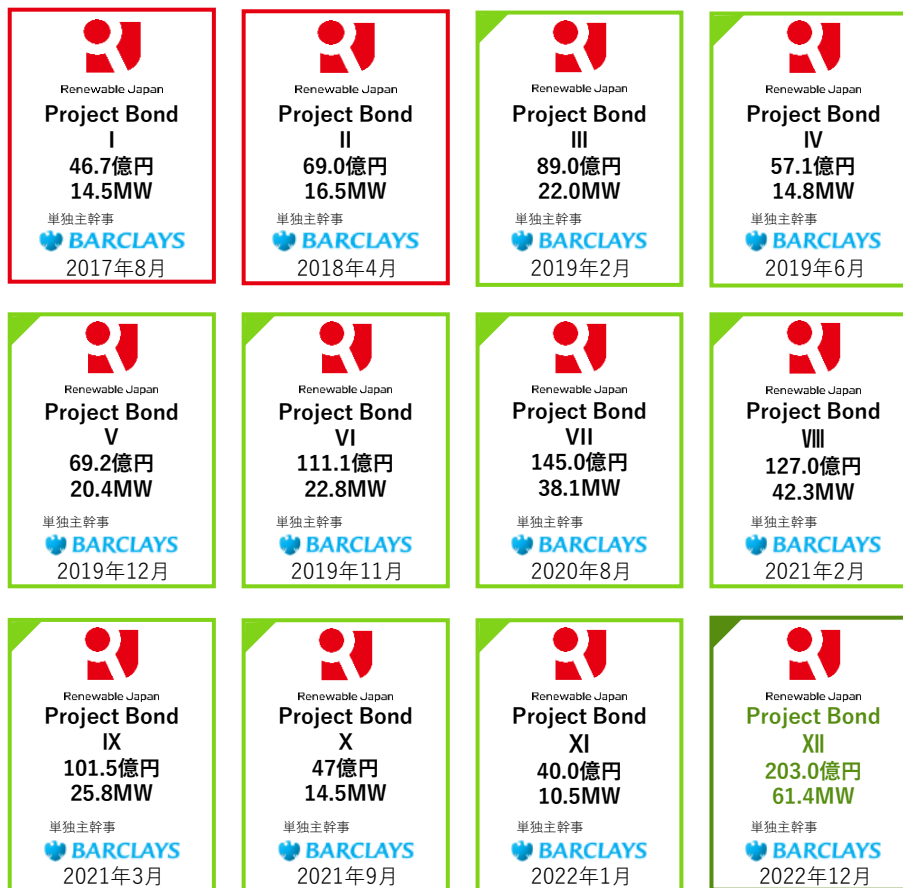 Renewable Japan
Project Bond
I
46.7億円
14.5MW
単独主幹事
BARCLAYS
2017年8月
Renewable Japan
Project Bond
II
69.0億円
16.5MW
単独主幹事
BARCLAYS
2018年4月
Renewable Japan
Project Bond
III
89.0億円
22.0MW
単独主幹事
BARCLAYS
2019年2月
Renewable Japan
Project Bond
IV
57.1億円
14.8MW
単独主幹事
BARCLAYS
2019年6月
Renewable Japan
Project Bond
V
69.2億円
20.4MW
単独主幹事
BARCLAYS
2019年12月
Renewable Japan
Project Bond
VI
111.1億円
22.8MW
単独主幹事
BARCLAYS
2019年11月
Renewable Japan
Project Bond
VII
145.0億円
38.1MW
単独主幹事
BARCLAYS
2020年8月
Renewable Japan
Project Bond
VIII
127.0億円
42.3MW
単独主幹事
BARCLAYS
2021年2月
Renewable Japan
Project Bond
IX
101.5億円
25.8MW
単独主幹事
BARCLAYS
2021年3月
Renewable Japan
Project Bond
X
47億円
14.5MW
単独主幹事
BARCLAYS
2021年9月
Renewable Japan
Project Bond
XI
40.0億円
10.5MW
単独主幹事
BARCLAYS
2022年1月
Renewable Japan
Project Bond
XII
203.0億円
61.4MW
単独主幹事
BARCLAYS
2022年12月